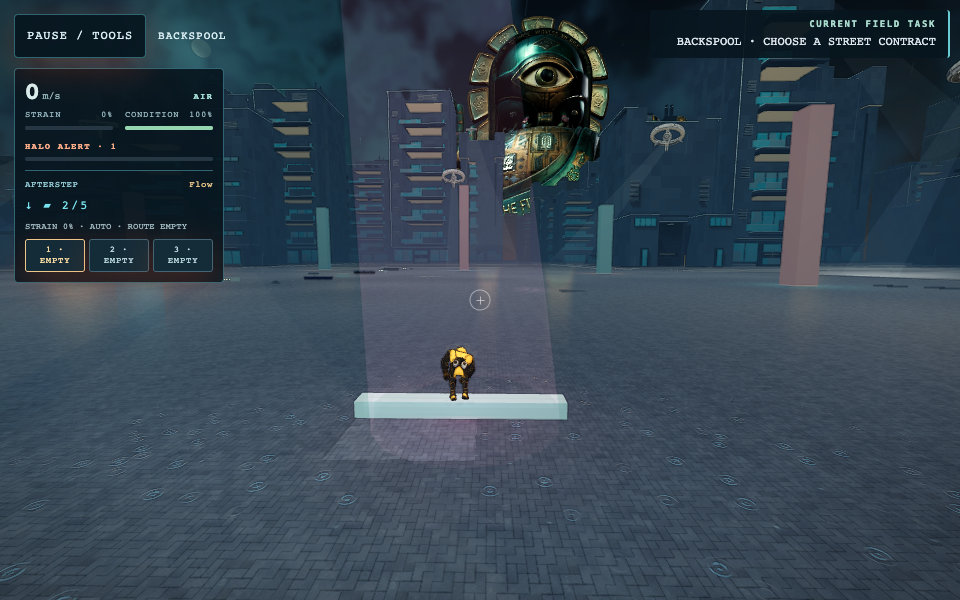 PAUSE / TOOLS
BACKSPOOL
CURRENT FIELD TASK
BACKSPOOL · CHOOSE A STREET CONTRACT
0 m/s
AIR
STRAIN 0%
CONDITION 100%
HALO ALERT · 1
AFTERSTEP
Flow
↓ ▰ 2/5
STRAIN 0% · AUTO · ROUTE EMPTY
1 ·
EMPTY
2 ·
EMPTY
3 ·
EMPTY